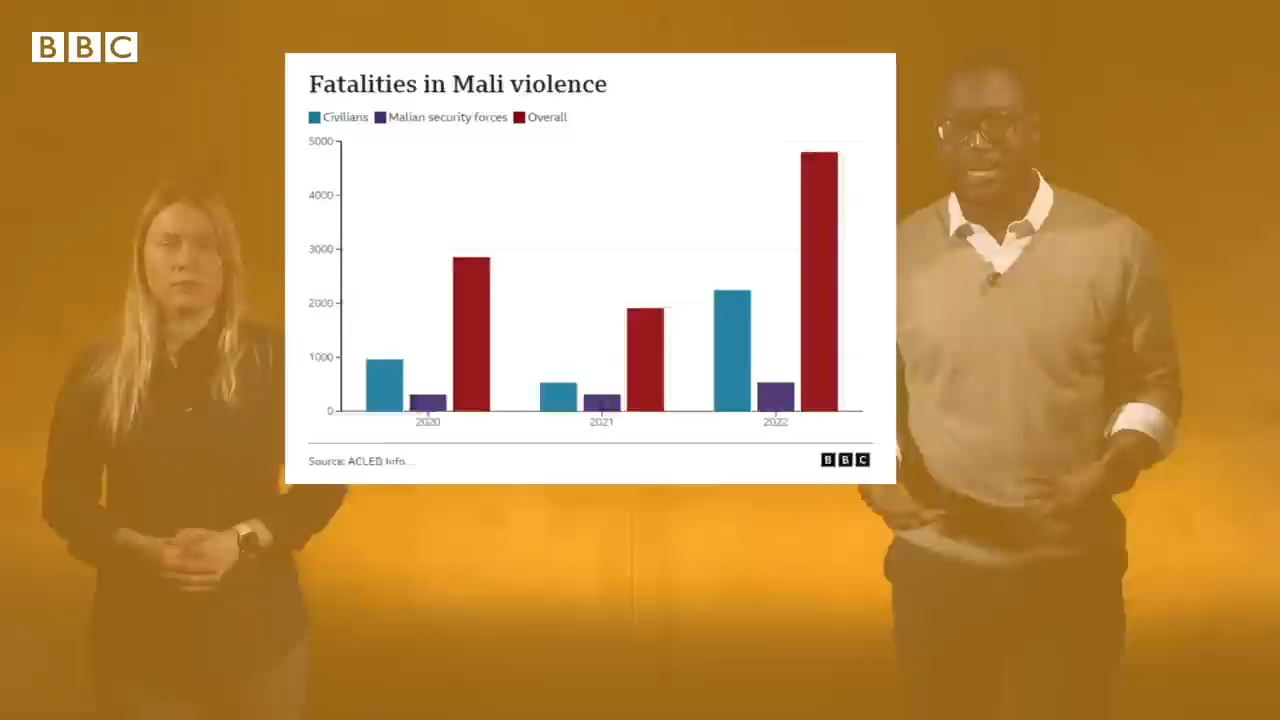 BBC
Fatalities in Mali violence
Civilians Malian security forces Overall
5000
4000
3000
2000
1000
0
2020 2021 2022
Source: ACLED Info...
BBC